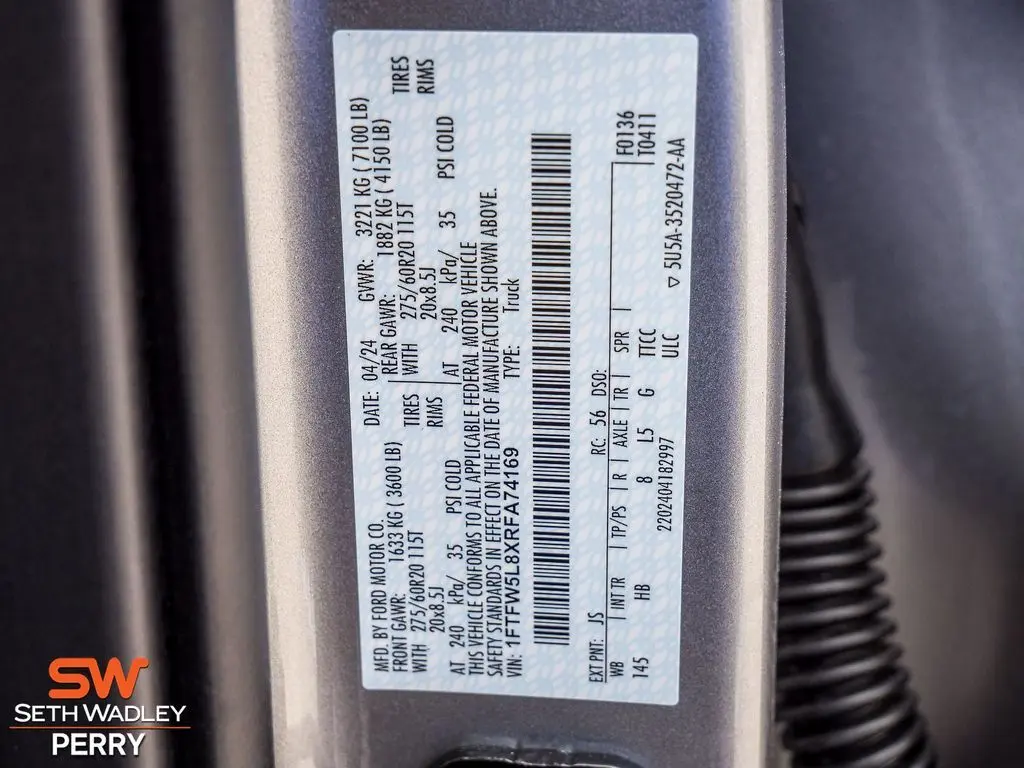 MFD. BY FORD MOTOR CO. DATE: 04/24 GVWR: 3221 KG ( 7100 LB)
FRONT GAWR: 1633 KG ( 3600 LB) REAR GAWR: 1882 KG ( 4150 LB)
WITH 275/60R20 115T TIRES WITH 275/60R20 115T TIRES
20x8.5J RIMS 20x8.5J RIMS
AT 240 kPa/ 35 PSI COLD AT 240 kPa/ 35 PSI COLD
THIS VEHICLE CONFORMS TO ALL APPLICABLE FEDERAL MOTOR VEHICLE
SAFETY STANDARDS IN EFFECT ON THE DATE OF MANUFACTURE SHOWN ABOVE.
VIN: 1FTFW5L8XRFA74169 TYPE: Truck
EXT PNT: JS RC: 56 DSO:
WB INT TR TP/PS R AXLE TR SPR F0136
145 HB 8 L5 G TTCC T0411
2202404182997 ULC
5U5A-3520472-AA
SW
SETH WADLEY
PERRY